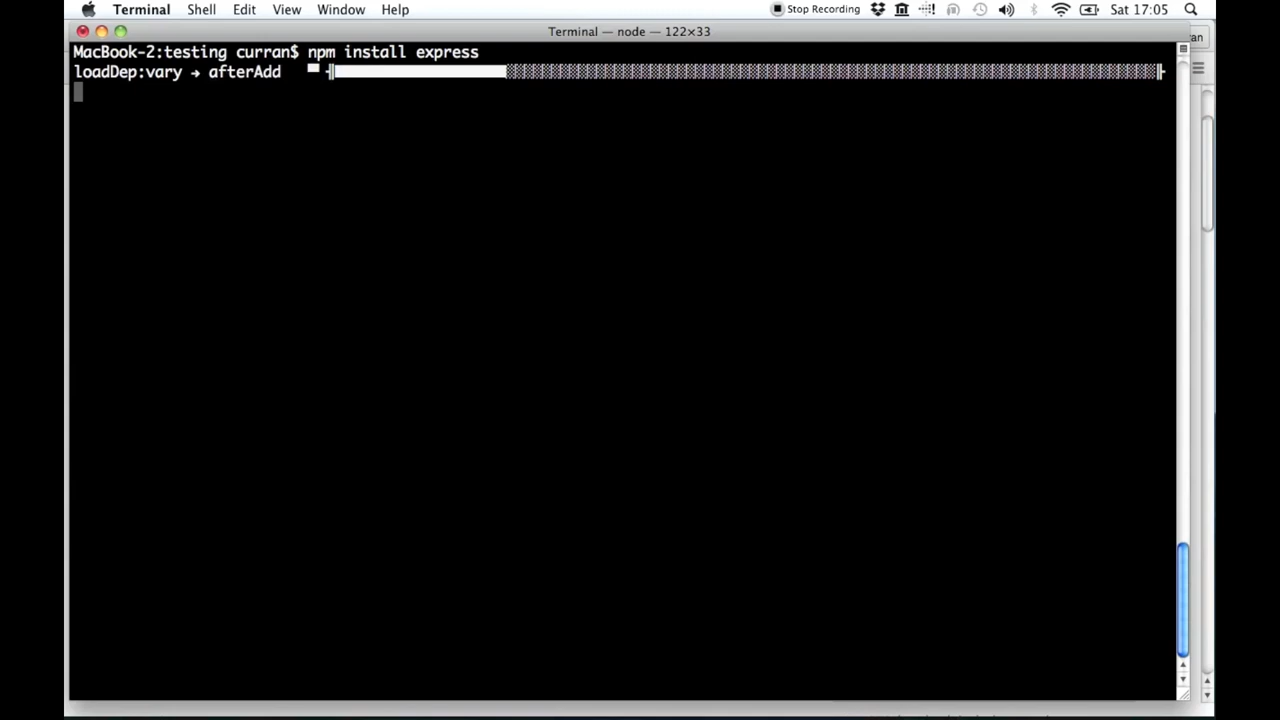 Terminal Shell Edit View Window Help Stop Recording Sat 17:05
Terminal — node — 122×33
an
MacBook-2:testing curran$ npm install express
loadDep:vary → afterAdd